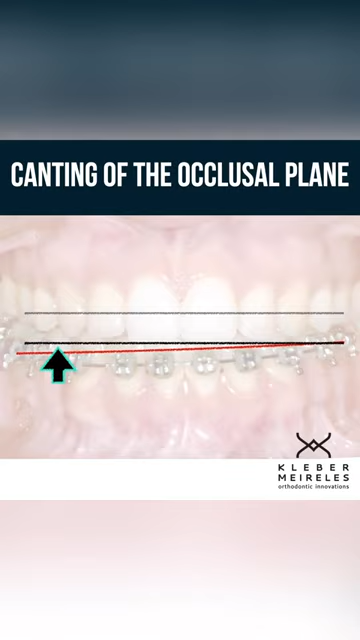 CANTING OF THE OCCLUSAL PLANE
KLEBER
MEIRELES
orthodontic innovations